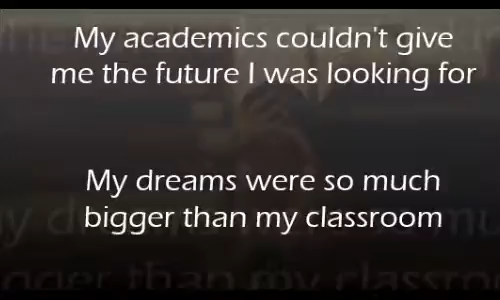 My academics couldn't give
me the future I was looking for
My dreams were so much
bigger than my classroom